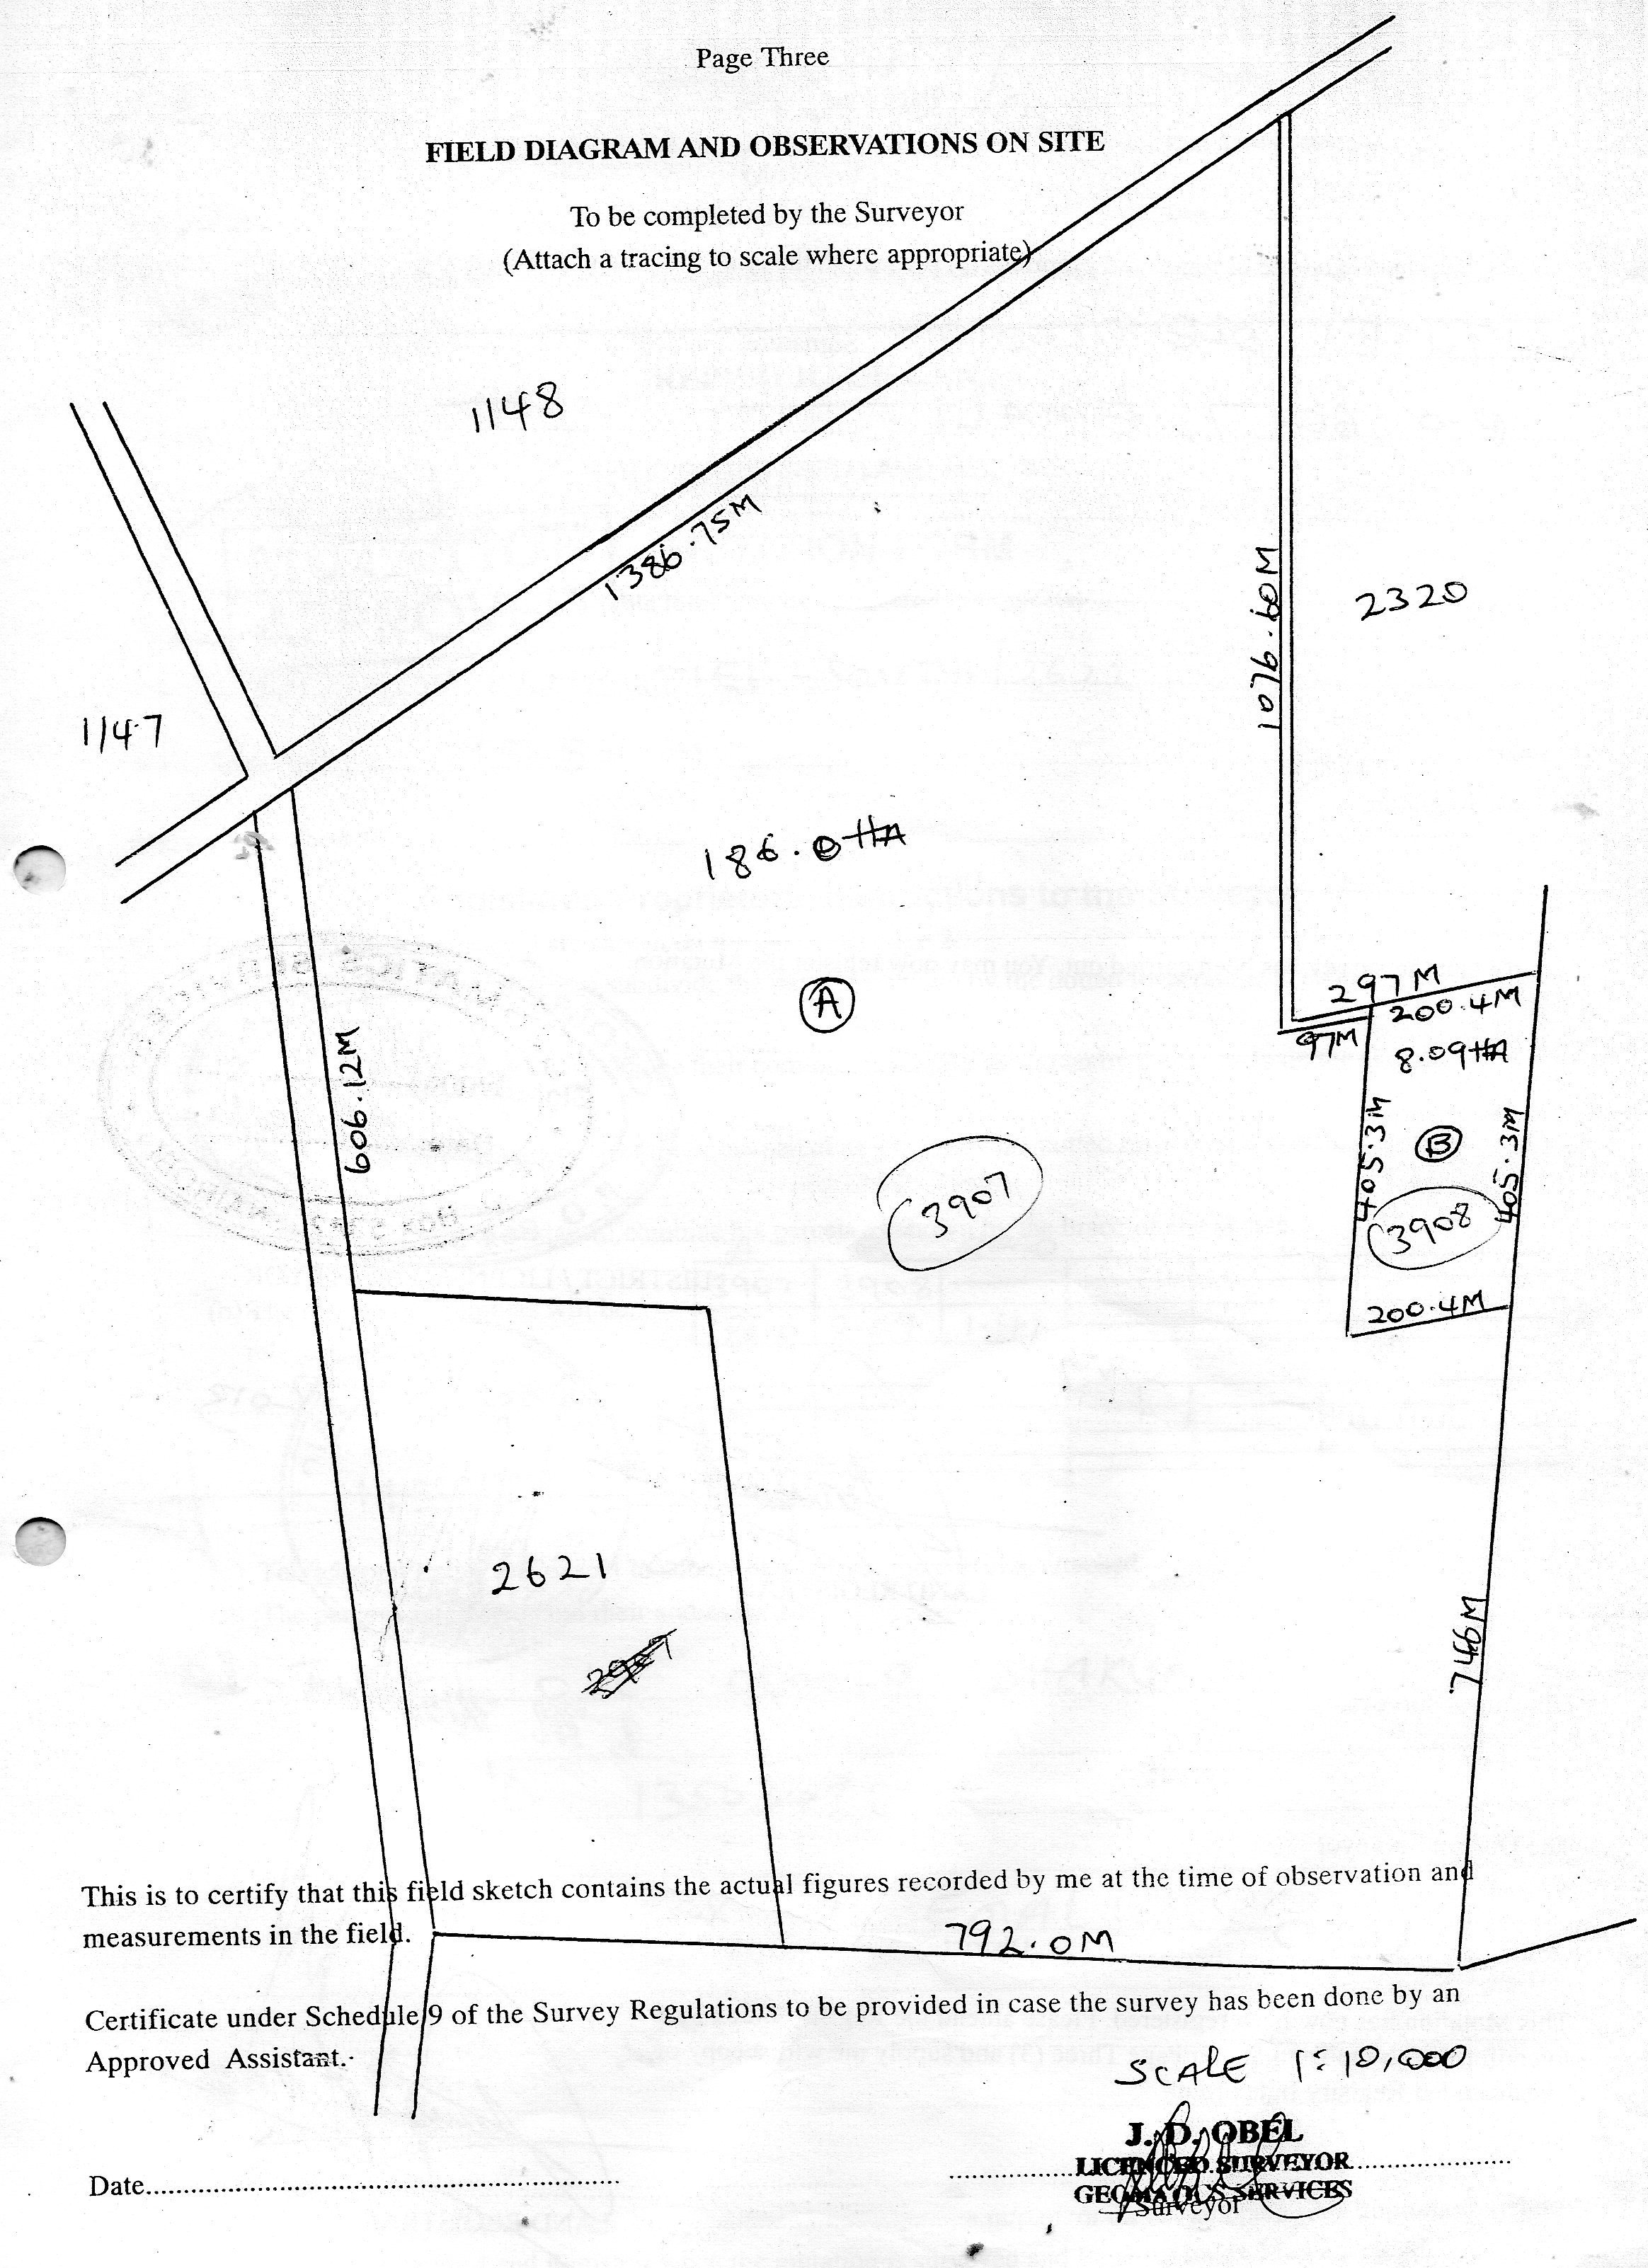 Page Three
FIELD DIAGRAM AND OBSERVATIONS ON SITE
To be completed by the Surveyor
(Attach a tracing to scale where appropriate)
1148
1386.75M
1076.60M
2320
1147
186.0HA
A
297M
200.4M
97M
8.09HA
606.12M
405.3M
B
405.3M
3907
3908
200.4M
2621
746M
This is to certify that this field sketch contains the actual figures recorded by me at the time of observation and
measurements in the field.
792.0M
Certificate under Schedule 9 of the Survey Regulations to be provided in case the survey has been done by an
Approved Assistant.
SCALE 1:10,000
J. D. OBEL
LICENCED SURVEYOR
GEOMATICS SERVICES
Date
Surveyor